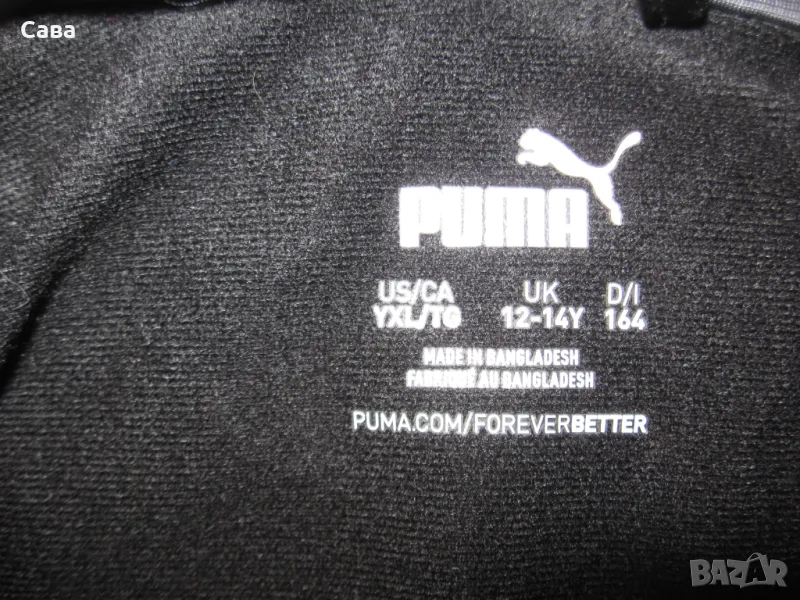 Сава
PUMA
US/CA UK D/I
YXL/TG 12-14Y 164
MADE IN BANGLADESH
FABRIQUÉ AU BANGLADESH
PUMA.COM/FOREVERBETTER
BAZAR